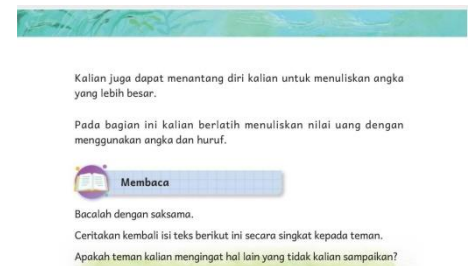 Kalian juga dapat menantang diri kalian untuk menuliskan angka
yang lebih besar.
Pada bagian ini kalian berlatih menuliskan nilai uang dengan
menggunakan angka dan huruf.
Membaca
Bacalah dengan saksama.
Ceritakan kembali isi teks berikut ini secara singkat kepada teman.
Apakah teman kalian mengingat hal lain yang tidak kalian sampaikan?